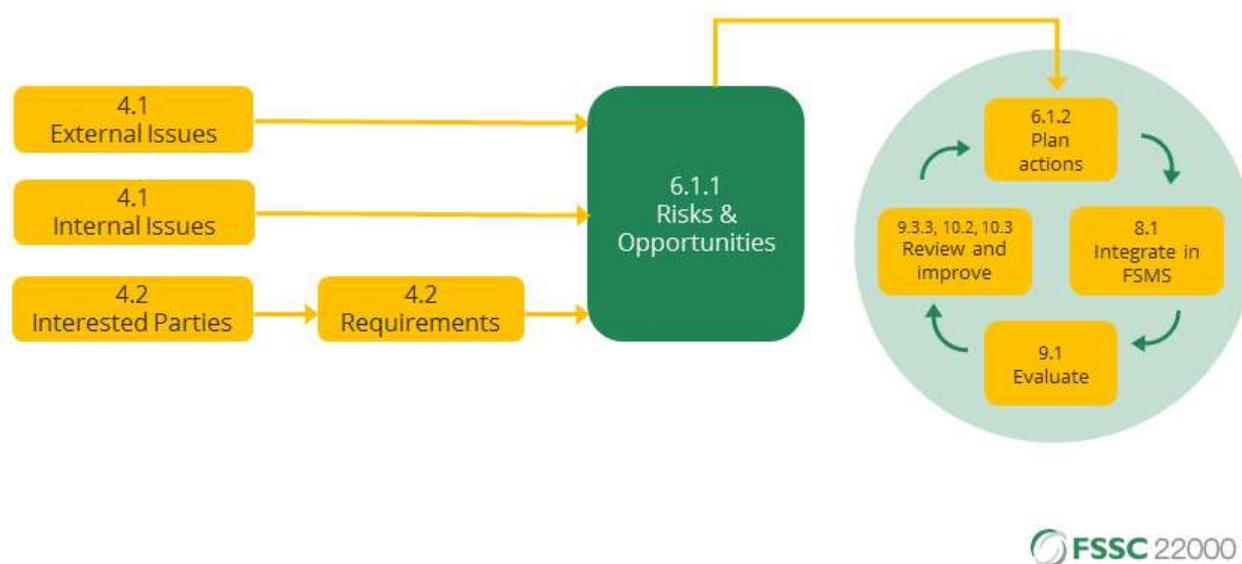 4.1
External Issues
4.1
Internal Issues
4.2
Interested Parties
4.2
Requirements
6.1.1
Risks &
Opportunities
6.1.2
Plan
actions
8.1
Integrate in
FSMS
9.1
Evaluate
9.3.3, 10.2, 10.3
Review and
improve
FSSC 22000